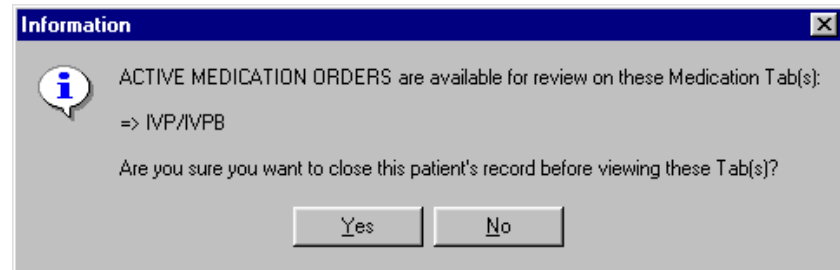 Information
ACTIVE MEDICATION ORDERS are available for review on these Medication Tab(s):
=> IVP/IVPB
Are you sure you want to close this patient's record before viewing these Tab(s)?
Yes No